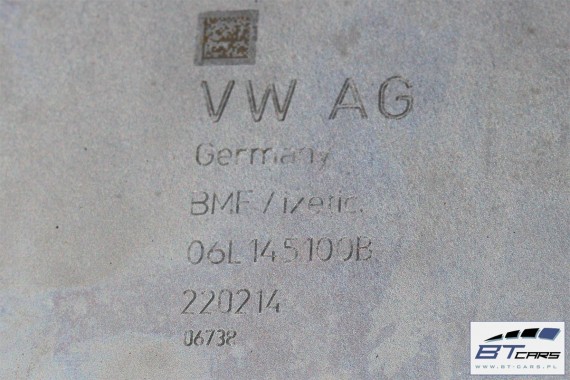 VW AG
Germany
06L145100B
220214
06738
BT CARS
WWW.BT-CARS.PL